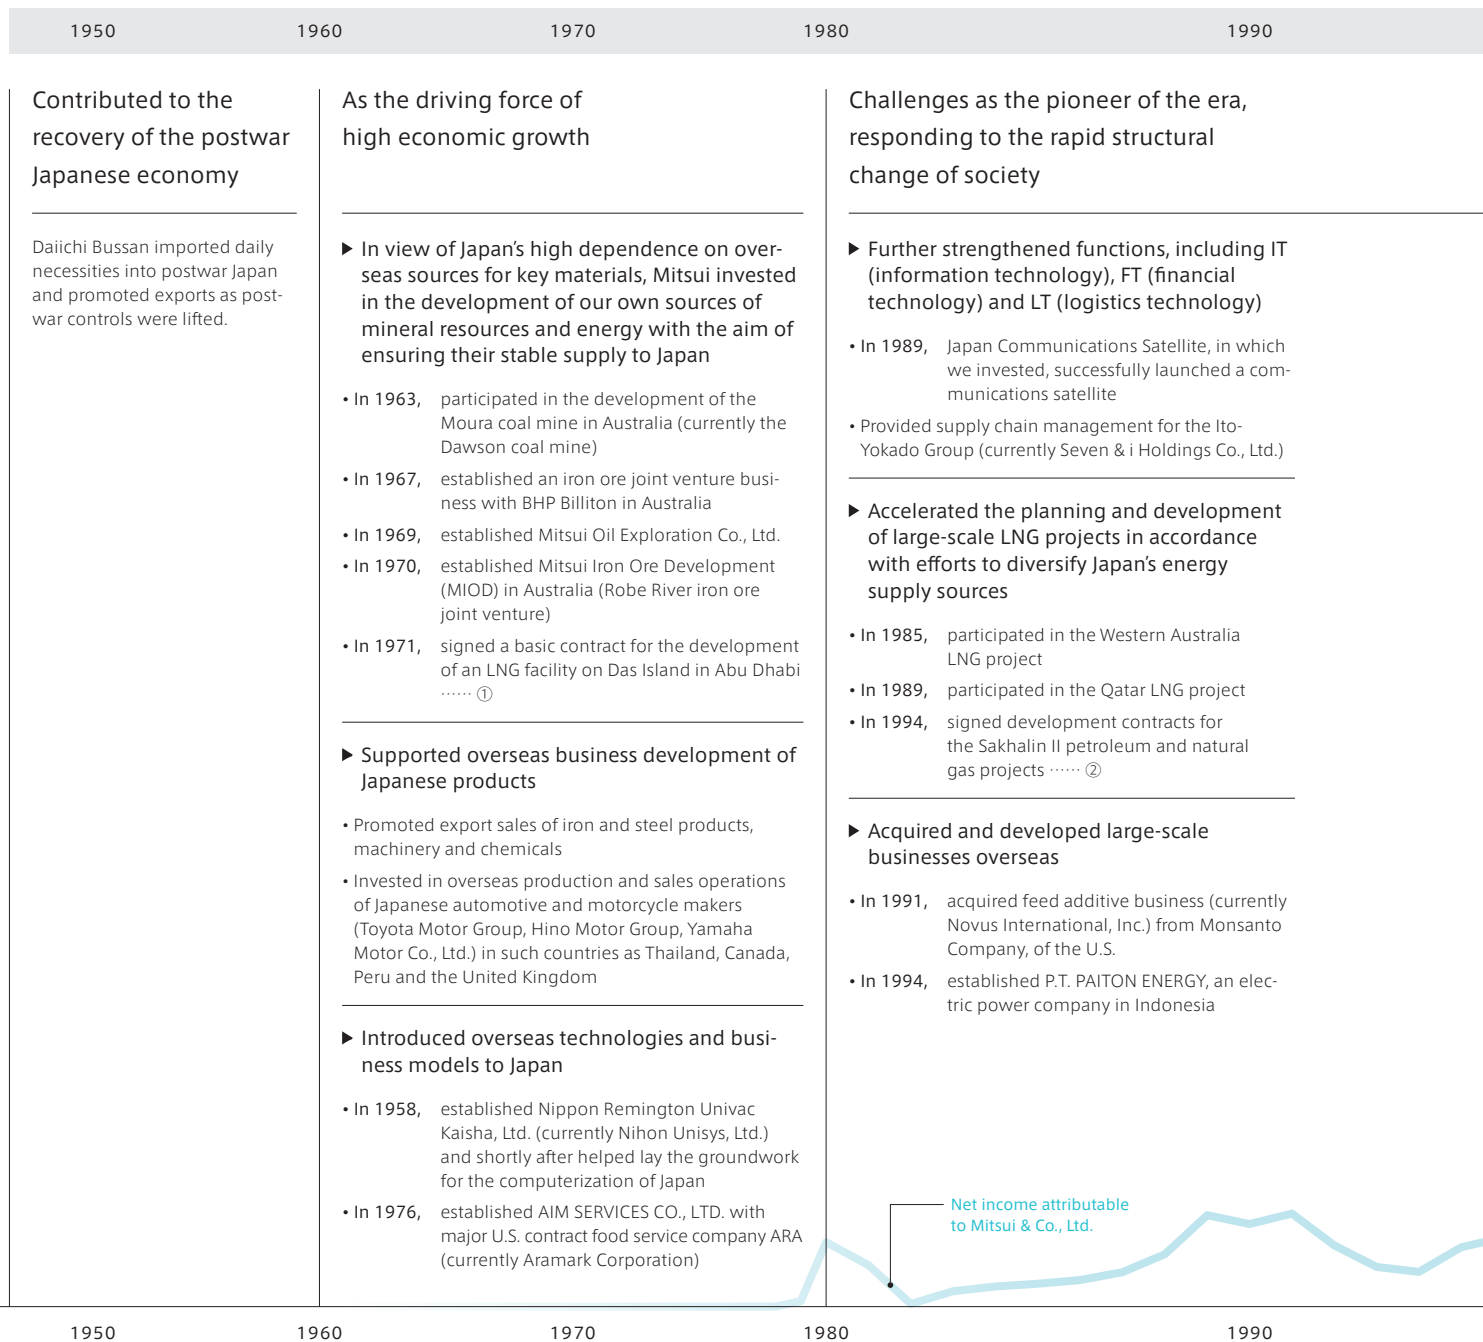 1950 1960 1970 1980 1990
Contributed to the
recovery of the postwar
Japanese economy
Daiichi Bussan imported daily
necessities into postwar Japan
and promoted exports as post-
war controls were lifted.
As the driving force of
high economic growth
▶ In view of Japan's high dependence on over-
seas sources for key materials, Mitsui invested
in the development of our own sources of
mineral resources and energy with the aim of
ensuring their stable supply to Japan
• In 1963, participated in the development of the
Moura coal mine in Australia (currently the
Dawson coal mine)
• In 1967, established an iron ore joint venture busi-
ness with BHP Billiton in Australia
• In 1969, established Mitsui Oil Exploration Co., Ltd.
• In 1970, established Mitsui Iron Ore Development
(MIOD) in Australia (Robe River iron ore
joint venture)
• In 1971, signed a basic contract for the development
of an LNG facility on Das Island in Abu Dhabi
⋯⋯ ①
▶ Supported overseas business development of
Japanese products
• Promoted export sales of iron and steel products,
machinery and chemicals
• Invested in overseas production and sales operations
of Japanese automotive and motorcycle makers
(Toyota Motor Group, Hino Motor Group, Yamaha
Motor Co., Ltd.) in such countries as Thailand, Canada,
Peru and the United Kingdom
▶ Introduced overseas technologies and busi-
ness models to Japan
• In 1958, established Nippon Remington Univac
Kaisha, Ltd. (currently Nihon Unisys, Ltd.)
and shortly after helped lay the groundwork
for the computerization of Japan
• In 1976, established AIM SERVICES CO., LTD. with
major U.S. contract food service company ARA
(currently Aramark Corporation)
Challenges as the pioneer of the era,
responding to the rapid structural
change of society
▶ Further strengthened functions, including IT
(information technology), FT (financial
technology) and LT (logistics technology)
• In 1989, Japan Communications Satellite, in which
we invested, successfully launched a com-
munications satellite
• Provided supply chain management for the Ito-
Yokado Group (currently Seven & i Holdings Co., Ltd.)
▶ Accelerated the planning and development
of large-scale LNG projects in accordance
with efforts to diversify Japan's energy
supply sources
• In 1985, participated in the Western Australia
LNG project
• In 1989, participated in the Qatar LNG project
• In 1994, signed development contracts for
the Sakhalin II petroleum and natural
gas projects ⋯⋯ ②
▶ Acquired and developed large-scale
businesses overseas
• In 1991, acquired feed additive business (currently
Novus International, Inc.) from Monsanto
Company, of the U.S.
• In 1994, established P.T. PAITON ENERGY, an elec-
tric power company in Indonesia
Net income attributable
to Mitsui & Co., Ltd.
1950 1960 1970 1980 1990